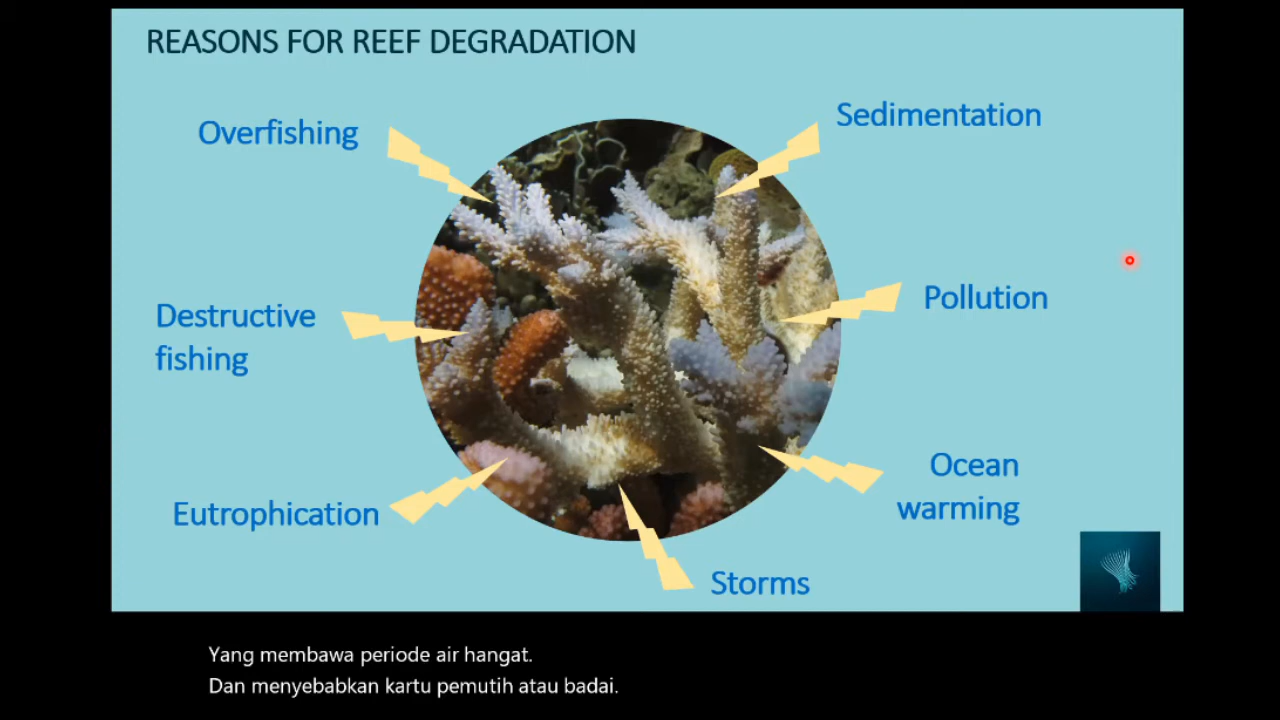 REASONS FOR REEF DEGRADATION
Overfishing
Sedimentation
Destructive
fishing
Pollution
Eutrophication
Ocean
warming
Storms
Yang membawa periode air hangat.
Dan menyebabkan kartu pemutih atau badai.